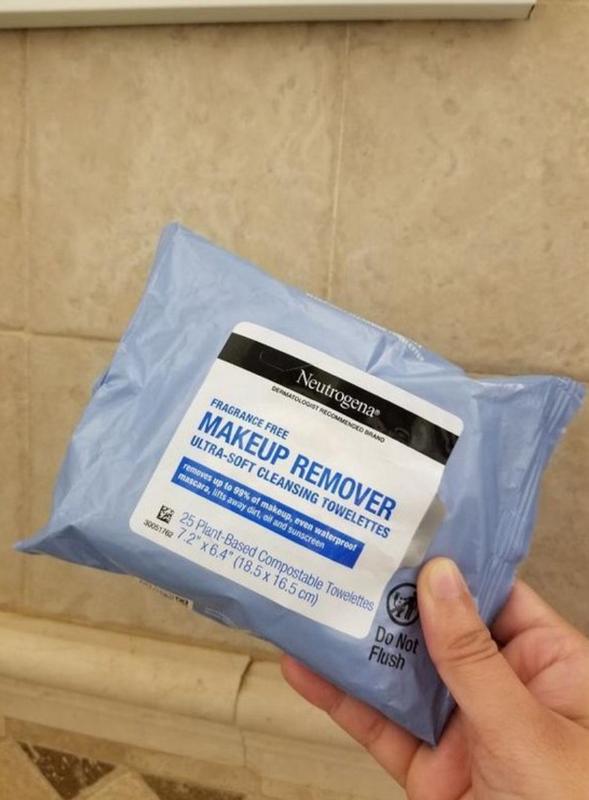 Neutrogena®
DERMATOLOGIST RECOMMENDED BRAND
FRAGRANCE FREE
MAKEUP REMOVER
ULTRA-SOFT CLEANSING TOWELETTES
removes up to 99% of makeup, even waterproof
mascara, lifts away dirt, oil and sunscreen
30051762
25 Plant-Based Compostable Towelettes
7.2" x 6.4" (18.5 x 16.5 cm)
Do Not
Flush